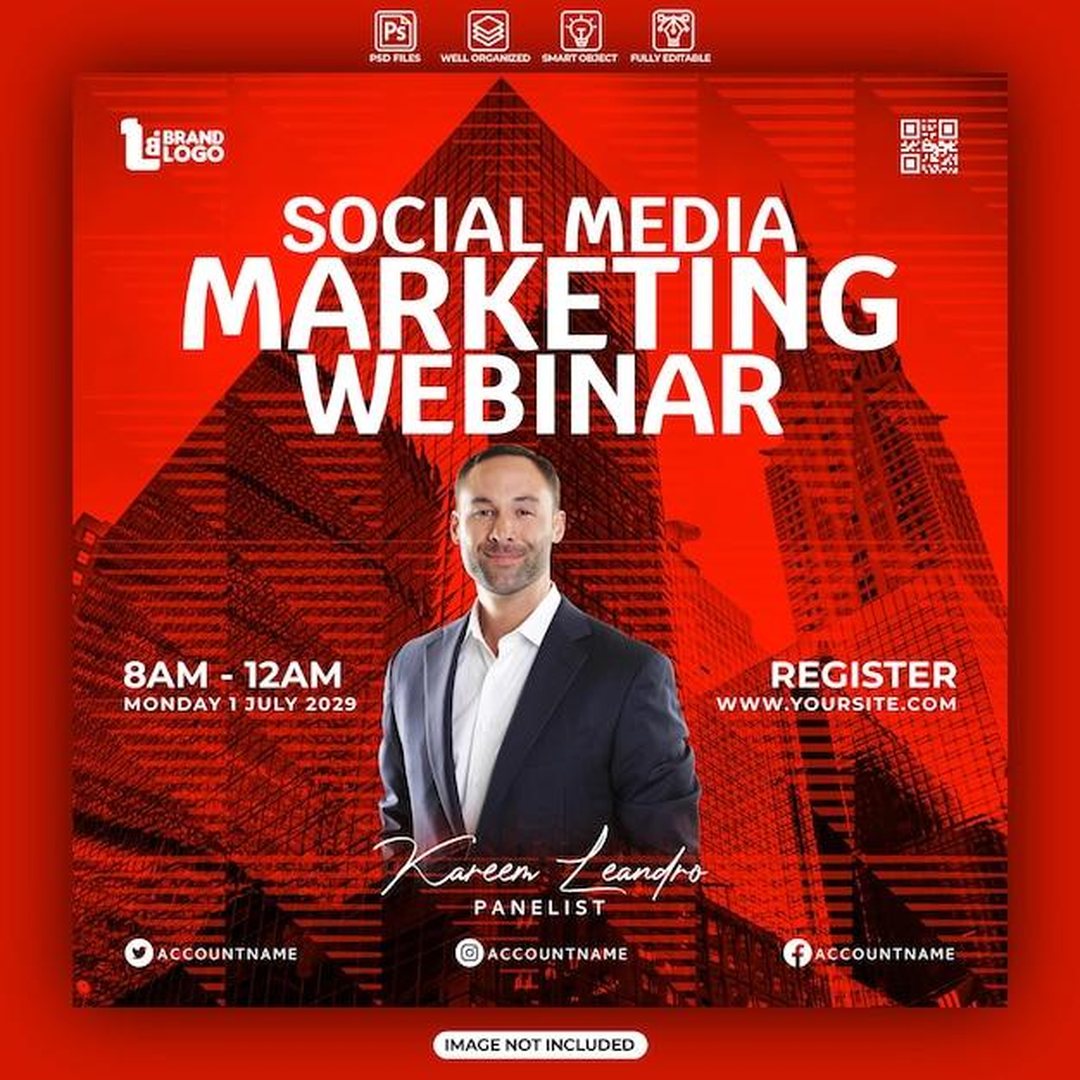 Ps
PSD FILES
WELL ORGANIZED
SMART OBJECT
FULLY EDITABLE
BRAND
LOGO
SOCIAL MEDIA
MARKETING
WEBINAR
8AM - 12AM
MONDAY 1 JULY 2029
REGISTER
WWW.YOURSITE.COM
Kareem Leandro
PANELIST
ACCOUNTNAME
ACCOUNTNAME
ACCOUNTNAME
IMAGE NOT INCLUDED